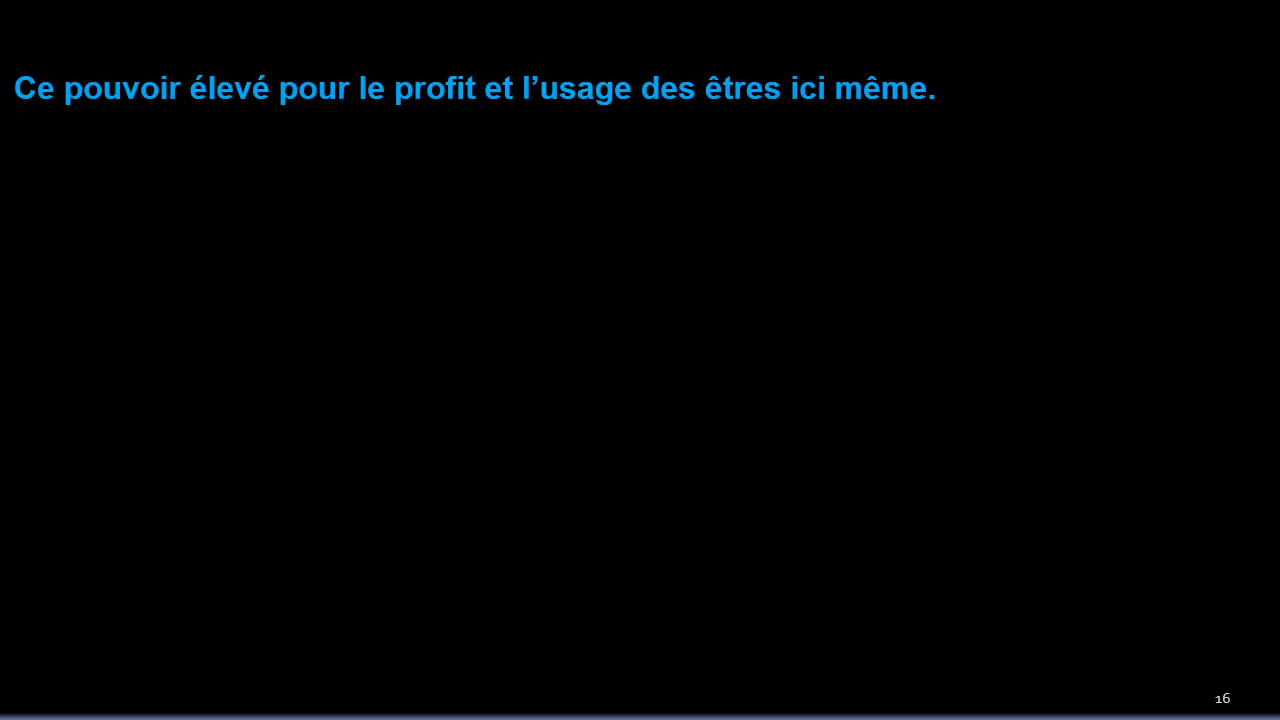 Ce pouvoir élevé pour le profit et l’usage des êtres ici même.
16